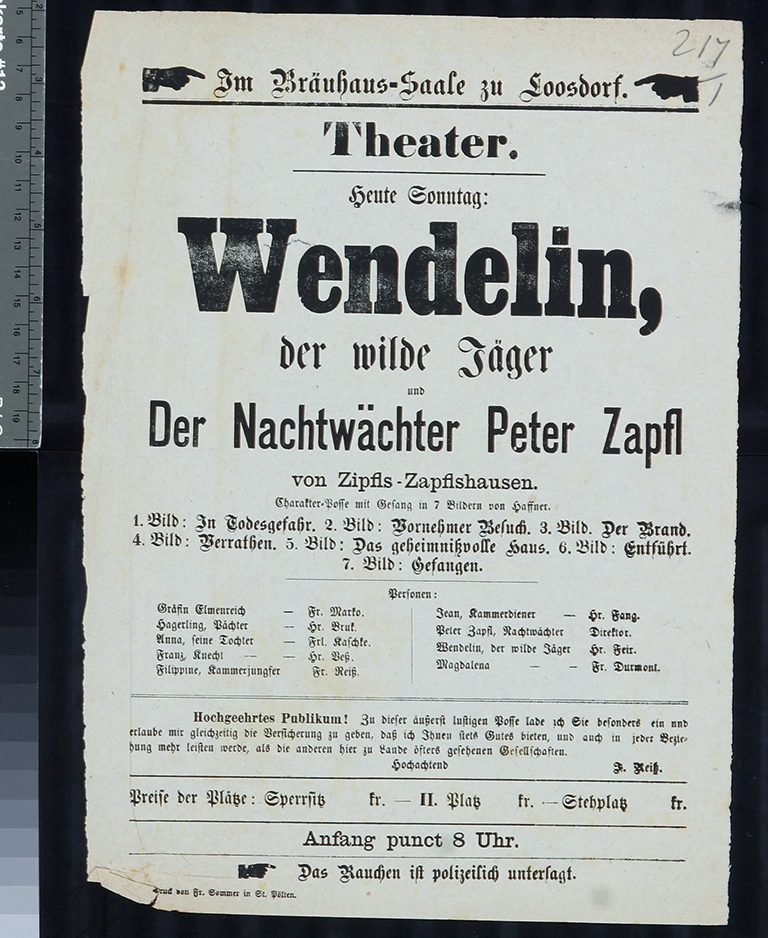 217
1
Im Bräuhaus-Saale zu Loosdorf.
Theater.
Heute Sonntag:
Wendelin,
der wilde Jäger
und
Der Nachtwächter Peter Zapfl
von Zipfls-Zapflshausen.
Charakter-Posse mit Gesang in 7 Bildern von Haffner.
1. Bild: In Todesgefahr. 2. Bild: Vornehmer Besuch. 3. Bild. Der Brand.
4. Bild: Verrathen. 5. Bild: Das geheimnißvolle Haus. 6. Bild: Entführt.
7. Bild: Gefangen.
Personen:
Gräfin Elmenreich — Fr. Marko.
Hagerling, Pächter — Hr. Bruk.
Anna, seine Tochter — Frl. Kaschke.
Franz, Knecht — — Hr. Beß.
Filippine, Kammerjungfer Fr. Reiß.
Jean, Kammerdiener — Hr. Fang.
Peter Zapfl, Nachtwächter Direktor.
Wendelin, der wilde Jäger Hr. Feir.
Magdalena — — Fr. Durmont.
Hochgeehrtes Publikum! Zu dieser äußerst lustigen Posse lade ich Sie besonders ein und
erlaube mir gleichzeitig die Versicherung zu geben, daß ich Ihnen stets Gutes bieten, und auch in jeder Bezie-
hung mehr leisten werde, als die anderen hier zu Lande öfters gesehenen Gesellschaften.
Hochachtend F. Reiß.
Preise der Plätze: Sperrsitz kr. — II. Platz kr. — Stehplatz kr.
Anfang punct 8 Uhr.
Das Rauchen ist polizeilich untersagt.
Druck von Fr. Sommer in St. Pölten.